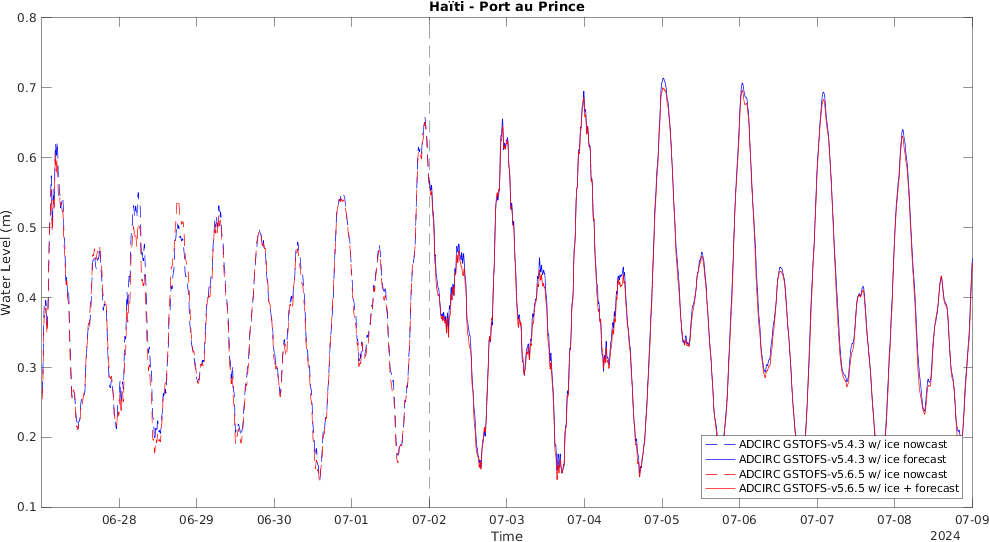 Haïti - Port au Prince
Water Level (m)
0.8
0.7
0.6
0.5
0.4
0.3
0.2
0.1
ADCIRC GSTOFS-v5.4.3 w/ ice nowcast
ADCIRC GSTOFS-v5.4.3 w/ ice forecast
ADCIRC GSTOFS-v5.6.5 w/ ice nowcast
ADCIRC GSTOFS-v5.6.5 w/ ice + forecast
06-28 06-29 06-30 07-01 07-02 07-03 07-04 07-05 07-06 07-07 07-08 07-09
Time
2024